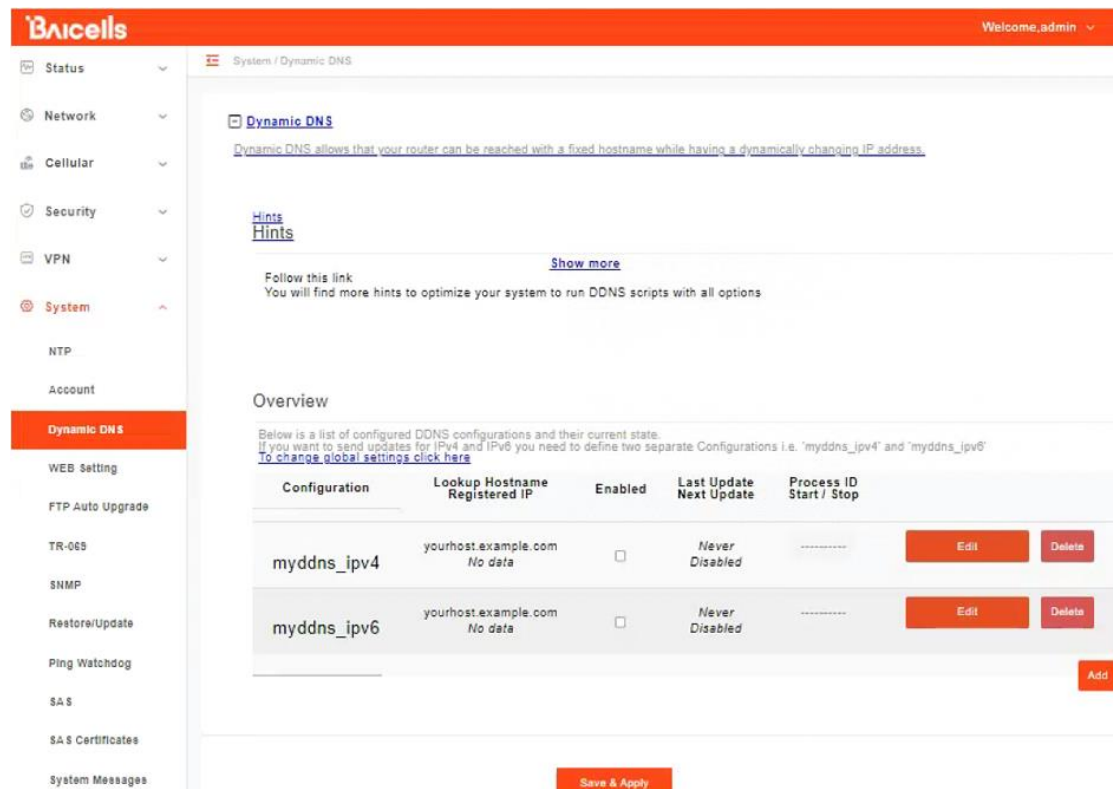 BAIcells
Welcome,admin
Status
Network
Cellular
Security
VPN
System
NTP
Account
Dynamic DNS
WEB Setting
FTP Auto Upgrade
TR-069
SNMP
Restore/Update
Ping Watchdog
SAS
SAS Certificates
System Messages
System / Dynamic DNS
Dynamic DNS
Dynamic DNS allows that your router can be reached with a fixed hostname while having a dynamically changing IP address.
Hints
Hints
Show more
Follow this link
You will find more hints to optimize your system to run DDNS scripts with all options
Overview
Below is a list of configured DDNS configurations and their current state.
If you want to send updates for IPv4 and IPv6 you need to define two separate Configurations i.e. 'myddns_ipv4' and 'myddns_ipv6'
To change global settings click here
Configuration Lookup Hostname Enabled Last Update Process ID
Registered IP Next Update Start / Stop
myddns_ipv4 yourhost.example.com Never ---------- Edit Delete
No data Disabled
myddns_ipv6 yourhost.example.com Never ---------- Edit Delete
No data Disabled
Add
Save & Apply